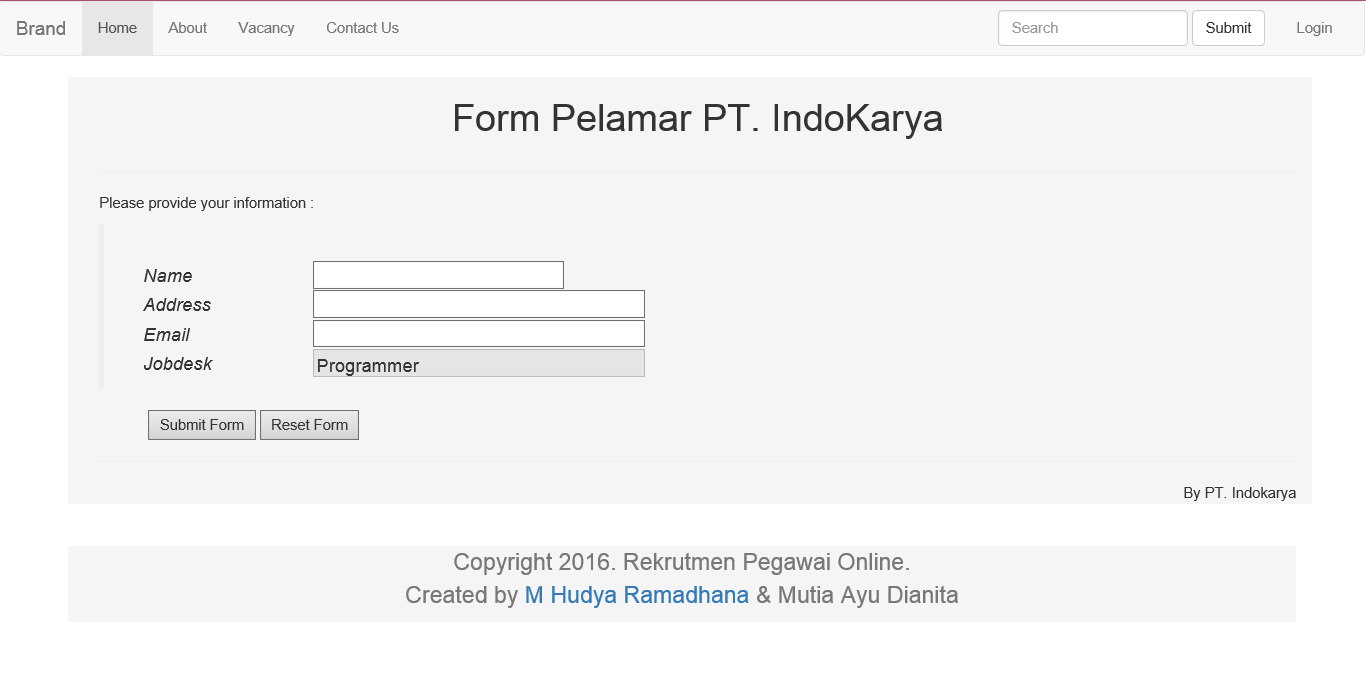 Brand Home About Vacancy Contact Us Search Submit Login
Form Pelamar PT. IndoKarya
Please provide your information :
Name
Address
Email
Jobdesk Programmer
Submit Form Reset Form
By PT. Indokarya
Copyright 2016. Rekrutmen Pegawai Online.
Created by M Hudya Ramadhana & Mutia Ayu Dianita